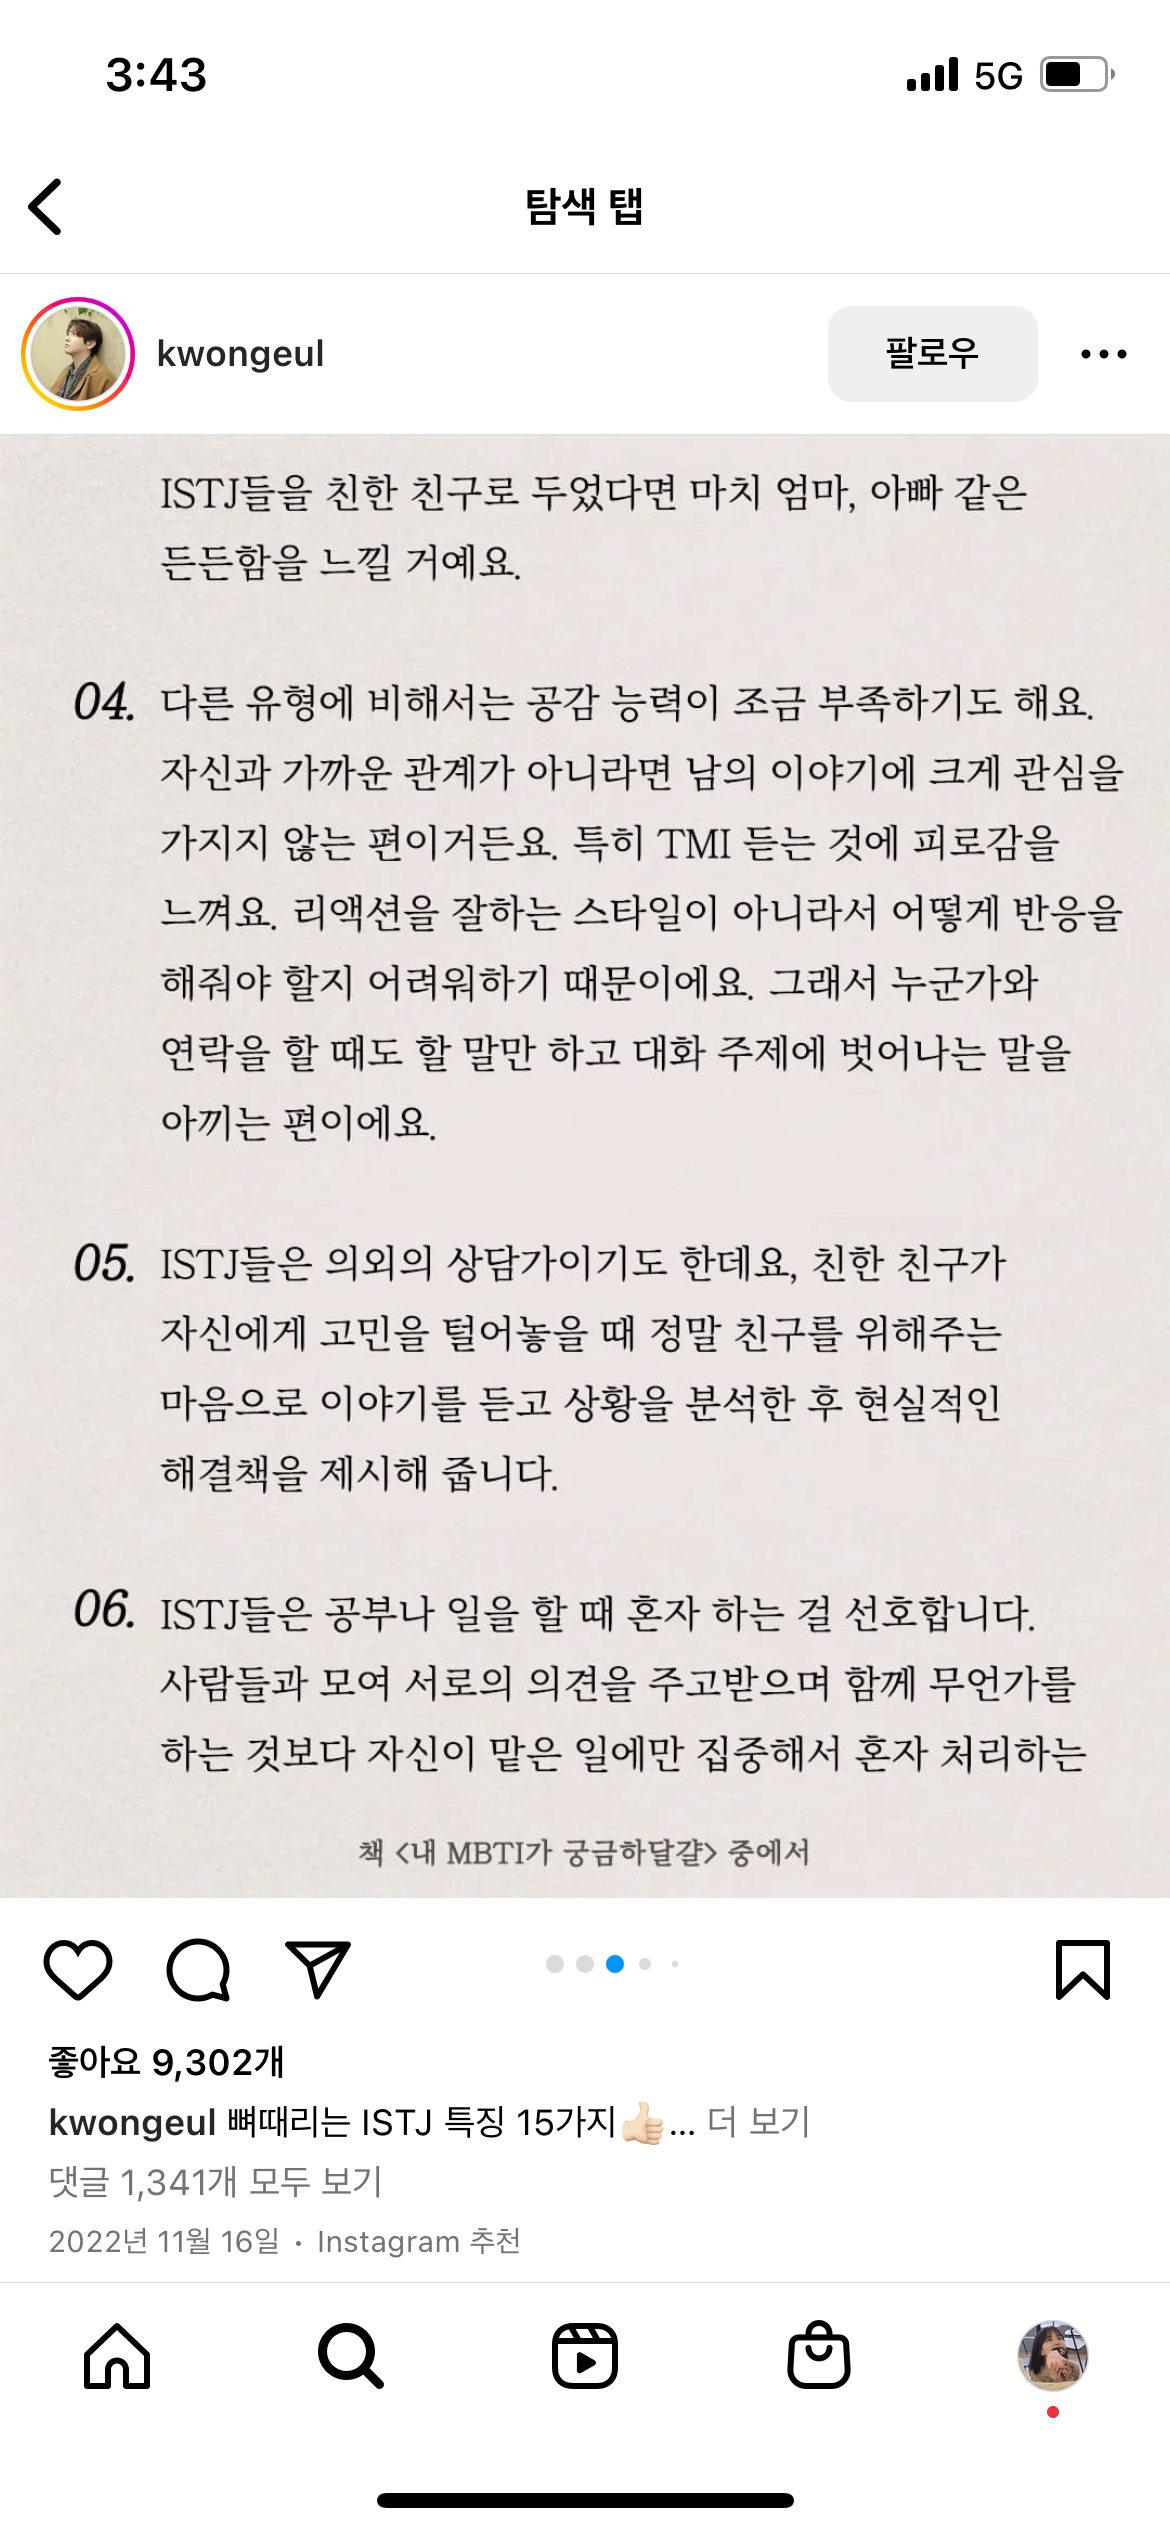 3:43
5G
탐색 탭
kwongeul
팔로우
ISTJ들을 친한 친구로 두었다면 마치 엄마, 아빠 같은
든든함을 느낄 거예요.
04. 다른 유형에 비해서는 공감 능력이 조금 부족하기도 해요.
자신과 가까운 관계가 아니라면 남의 이야기에 크게 관심을
가지지 않는 편이거든요. 특히 TMI 듣는 것에 피로감을
느껴요. 리액션을 잘하는 스타일이 아니라서 어떻게 반응을
해줘야 할지 어려워하기 때문이에요. 그래서 누군가와
연락을 할 때도 할 말만 하고 대화 주제에 벗어나는 말을
아끼는 편이에요.
05. ISTJ들은 의외의 상담가이기도 한데요, 친한 친구가
자신에게 고민을 털어놓을 때 정말 친구를 위해주는
마음으로 이야기를 듣고 상황을 분석한 후 현실적인
해결책을 제시해 줍니다.
06. ISTJ들은 공부나 일을 할 때 혼자 하는 걸 선호합니다.
사람들과 모여 서로의 의견을 주고받으며 함께 무언가를
하는 것보다 자신이 맡은 일에만 집중해서 혼자 처리하는
책 <내 MBTI가 궁금하달걀> 중에서
좋아요 9,302개
kwongeul 뼈때리는 ISTJ 특징 15가지👍🏻... 더 보기
댓글 1,341개 모두 보기
2022년 11월 16일 • Instagram 추천